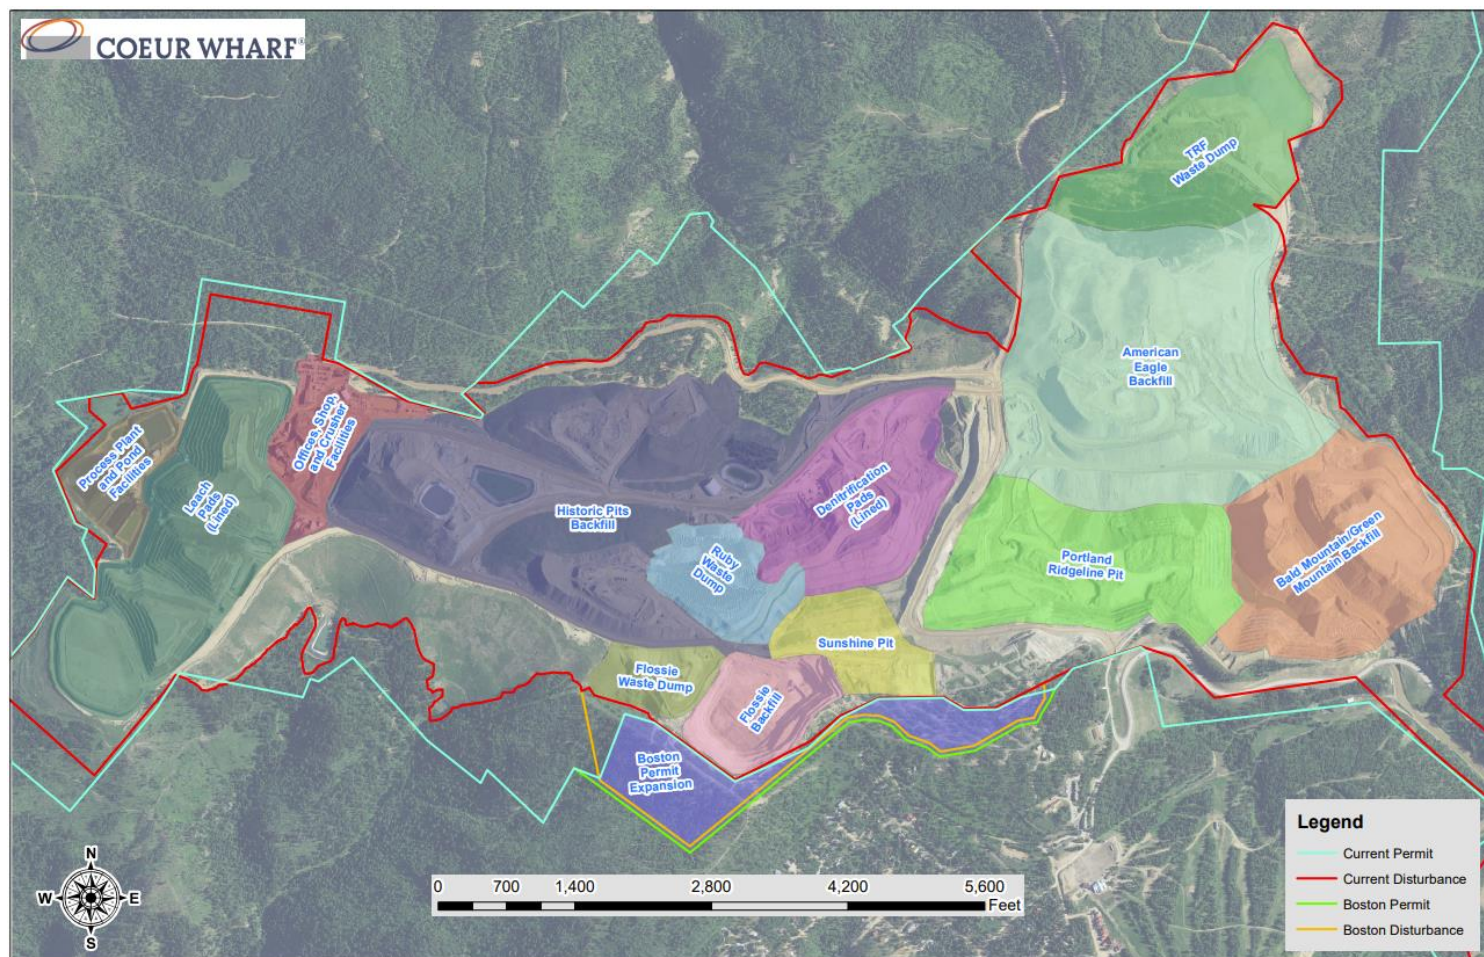 COEUR WHARF®
TRF
Waste Dump
American
Eagle
Backfill
Process Plant
and Pond
Facilities
Leach
Pads
(Lined)
Offices, Shop,
and Crusher
Facilities
Historic Pits
Backfill
Denitrification
Pads
(Lined)
Ruby
Waste
Dump
Portland
Ridgeline Pit
Bald Mountain/Green
Mountain Backfill
Sunshine Pit
Flossie
Waste Dump
Flossie
Backfill
Boston
Permit
Expansion
N
W E
S
0 700 1,400 2,800 4,200 5,600
Feet
Legend
Current Permit
Current Disturbance
Boston Permit
Boston Disturbance